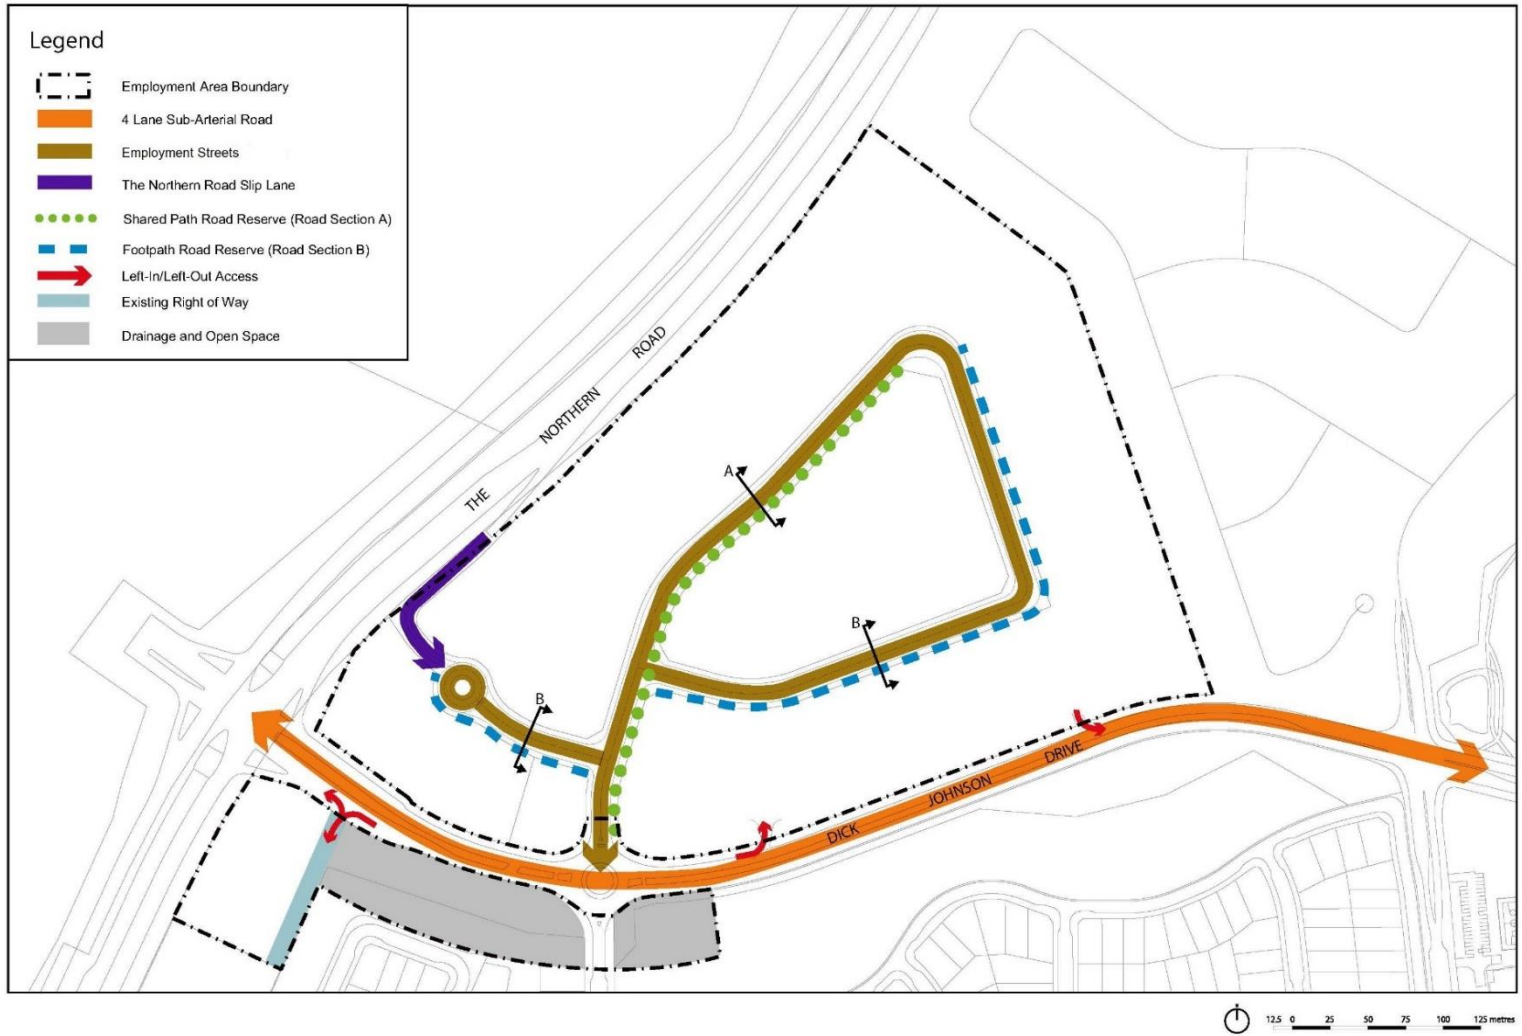 Legend
Employment Area Boundary
4 Lane Sub-Arterial Road
Employment Streets
The Northern Road Slip Lane
Shared Path Road Reserve (Road Section A)
Footpath Road Reserve (Road Section B)
Left-In/Left-Out Access
Existing Right of Way
Drainage and Open Space
THE NORTHERN ROAD
A
B
B
DICK JOHNSON DRIVE
12.5 0 25 50 75 100 125 metres